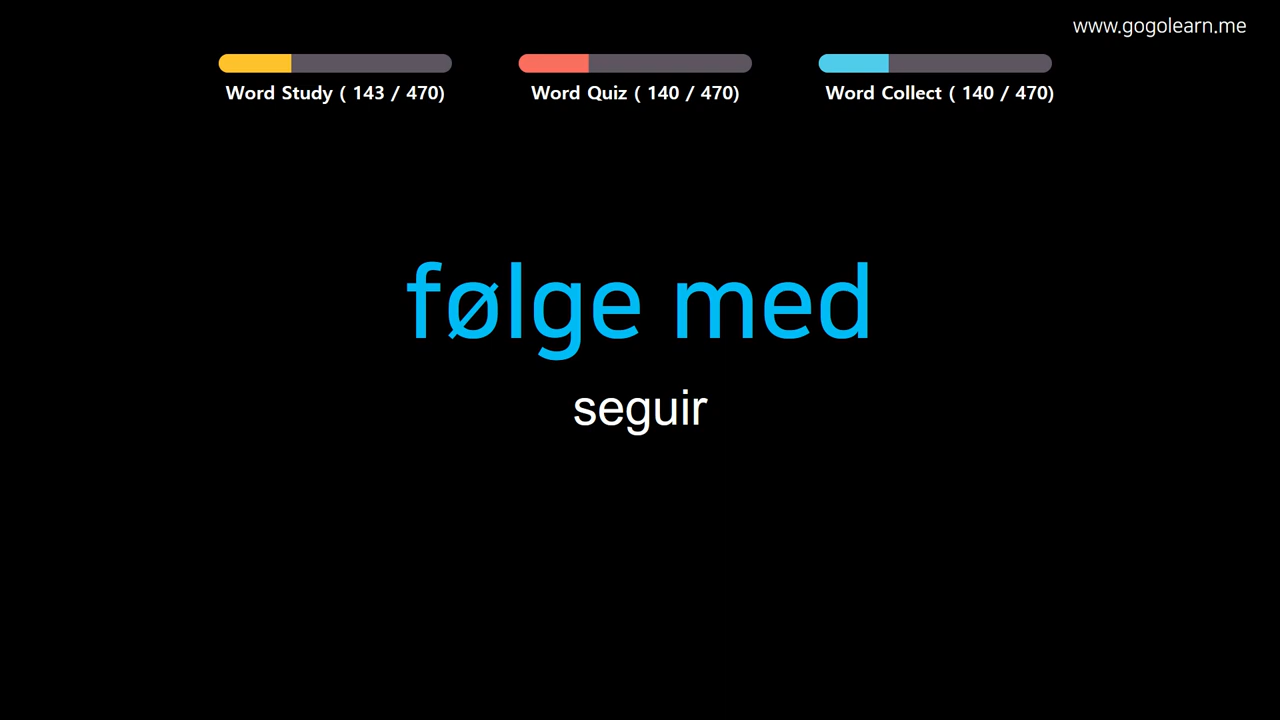 www.gogolearn.me
Word Study ( 143 / 470)
Word Quiz ( 140 / 470)
Word Collect ( 140 / 470)
følge med
seguir